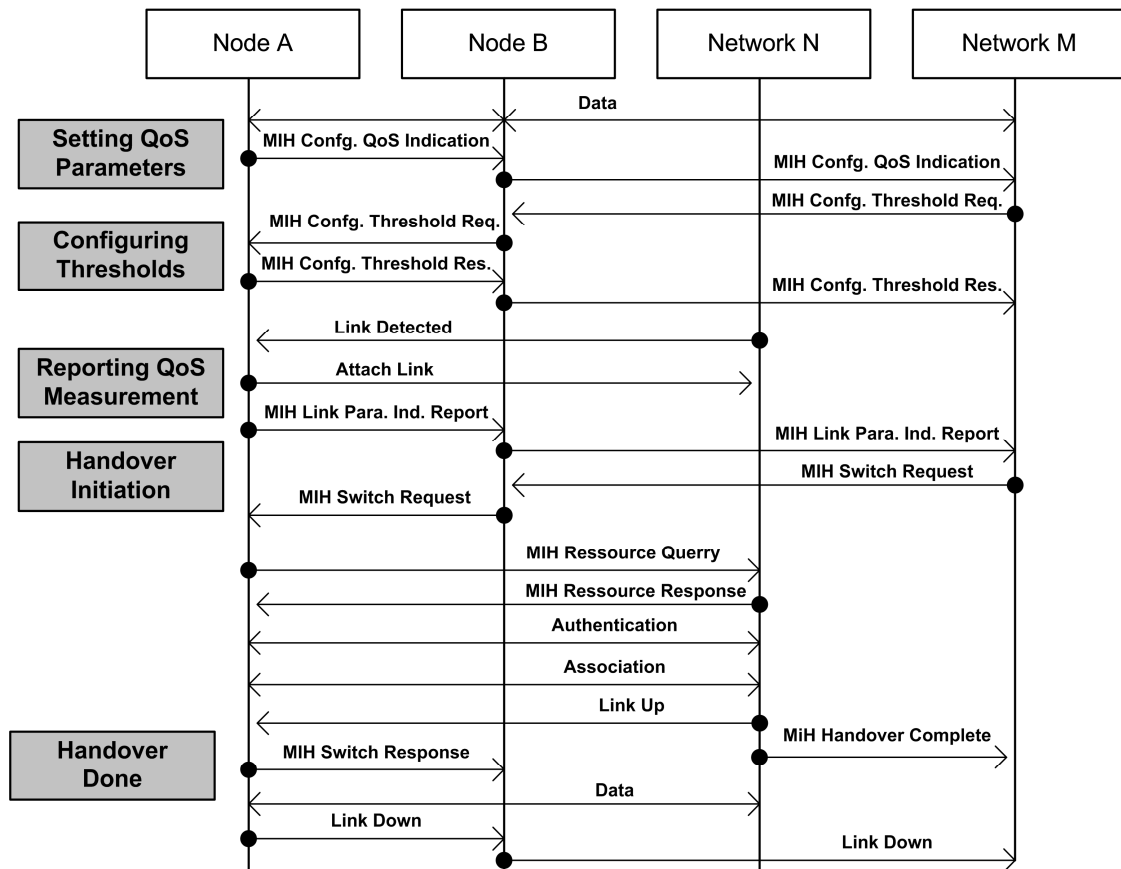 Node A
Node B
Network N
Network M
Data
Setting QoS
Parameters
MIH Confg. QoS Indication
MIH Confg. QoS Indication
MIH Confg. Threshold Req.
MIH Confg. Threshold Req.
Configuring
Thresholds
MIH Confg. Threshold Res.
MIH Confg. Threshold Res.
Link Detected
Reporting QoS
Measurement
Attach Link
MIH Link Para. Ind. Report
MIH Link Para. Ind. Report
Handover
Initiation
MIH Switch Request
MIH Switch Request
MIH Ressource Querry
MIH Ressource Response
Authentication
Association
Link Up
MiH Handover Complete
Handover
Done
MIH Switch Response
Data
Link Down
Link Down